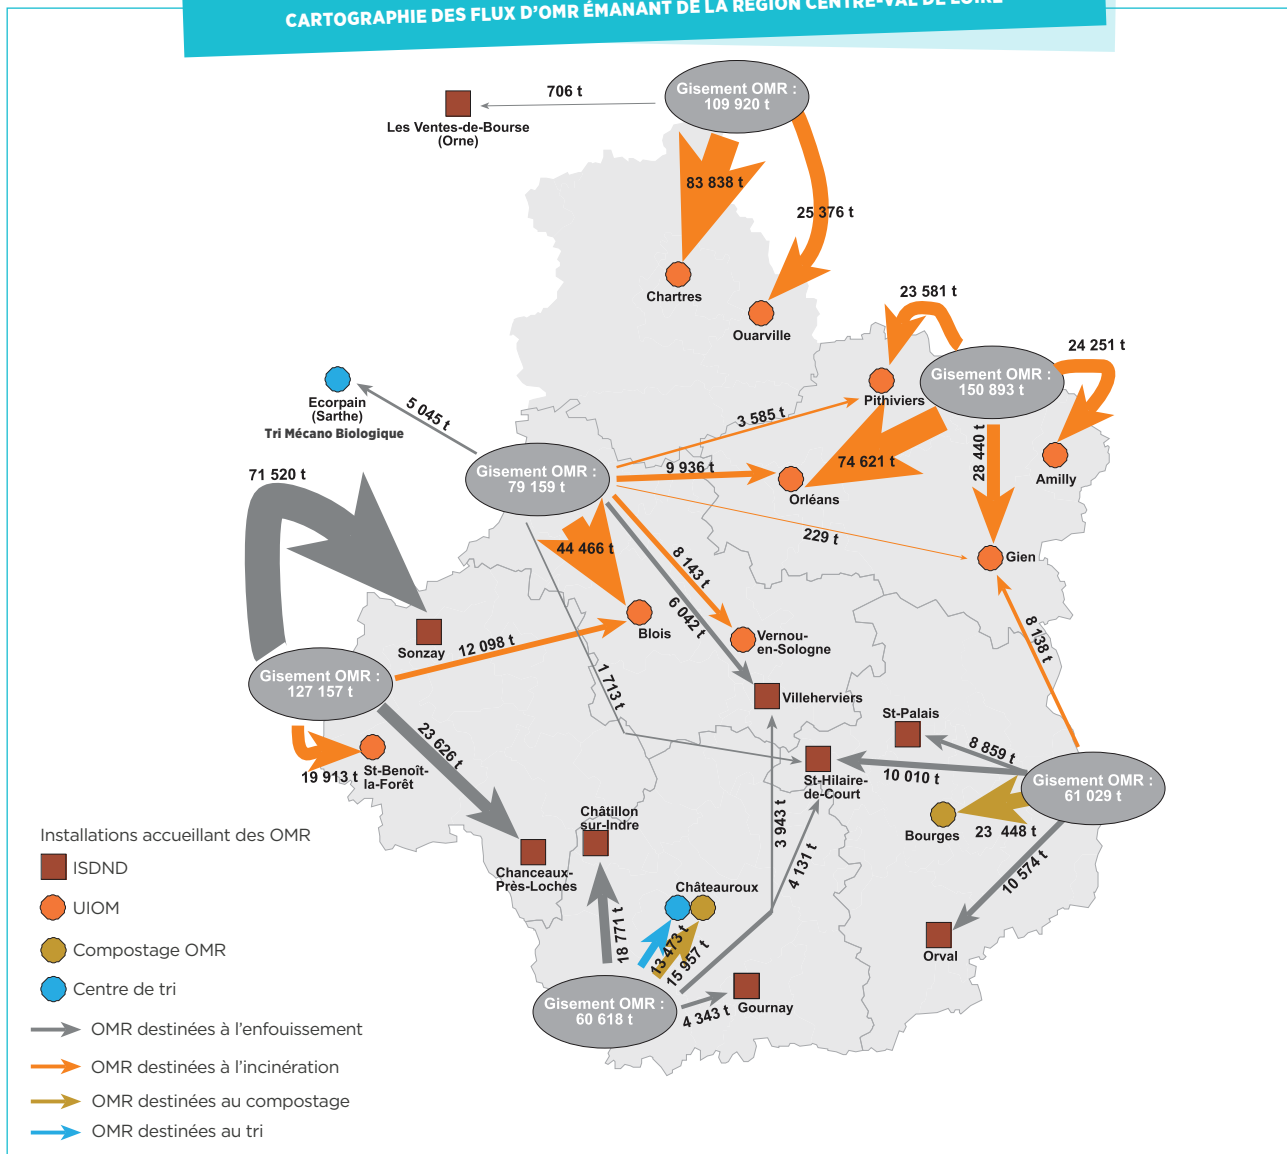 CARTOGRAPHIE DES FLUX D'OMR ÉMANANT DE LA RÉGION CENTRE-VAL DE LOIRE
706 t
Gisement OMR :
109 920 t
Les Ventes-de-Bourse
(Orne)
83 838 t
25 376 t
Chartres
Ouarville
23 581 t
24 251 t
Gisement OMR :
150 893 t
Pithiviers
Ecorpain
(Sarthe)
Tri Mécano Biologique
5 045 t
3 585 t
9 936 t
74 621 t
28 440 t
Amilly
Orléans
71 520 t
Gisement OMR :
79 159 t
229 t
Gien
44 466 t
8 143 t
6 042 t
Blois
Vernou-
en-Sologne
Sonzay
12 098 t
8 138 t
Gisement OMR :
127 157 t
1 713 t
Villeherviers
St-Palais
8 859 t
23 626 t
19 913 t
St-Benoît-
la-Forêt
10 010 t
St-Hilaire-
de-Court
Gisement OMR :
61 029 t
Châtillon
sur-Indre
3 943 t
4 131 t
Bourges
23 448 t
10 574 t
Chanceaux-
Près-Loches
Châteauroux
18 771 t
13 473 t
15 957 t
Orval
Gisement OMR :
60 618 t
4 343 t
Gournay
Installations accueillant des OMR
ISDND
UIOM
Compostage OMR
Centre de tri
OMR destinées à l'enfouissement
OMR destinées à l'incinération
OMR destinées au compostage
OMR destinées au tri